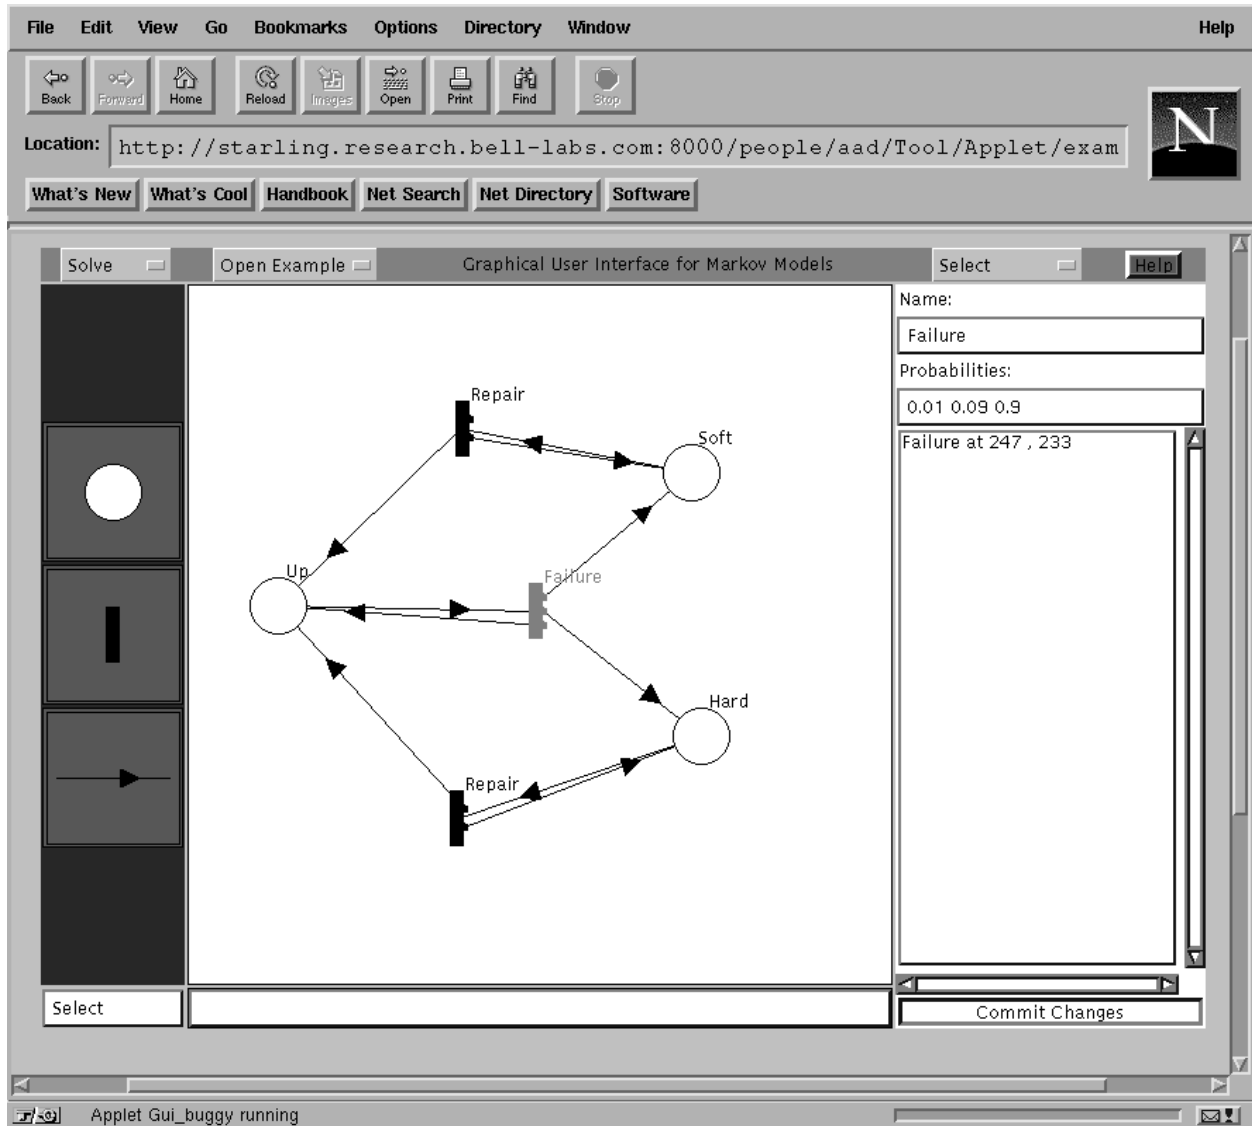 File Edit View Go Bookmarks Options Directory Window Help
Back Forward Home Reload Images Open Print Find Stop
Location: http://starling.research.bell-labs.com:8000/people/aad/Tool/Applet/exam
N
What's New What's Cool Handbook Net Search Net Directory Software
Solve Open Example Graphical User Interface for Markov Models Select Help
Name:
Failure
Probabilities:
0.01 0.09 0.9
Failure at 247 , 233
Repair
Soft
Up
Failure
Hard
Repair
Select
Commit Changes
Applet Gui_buggy running